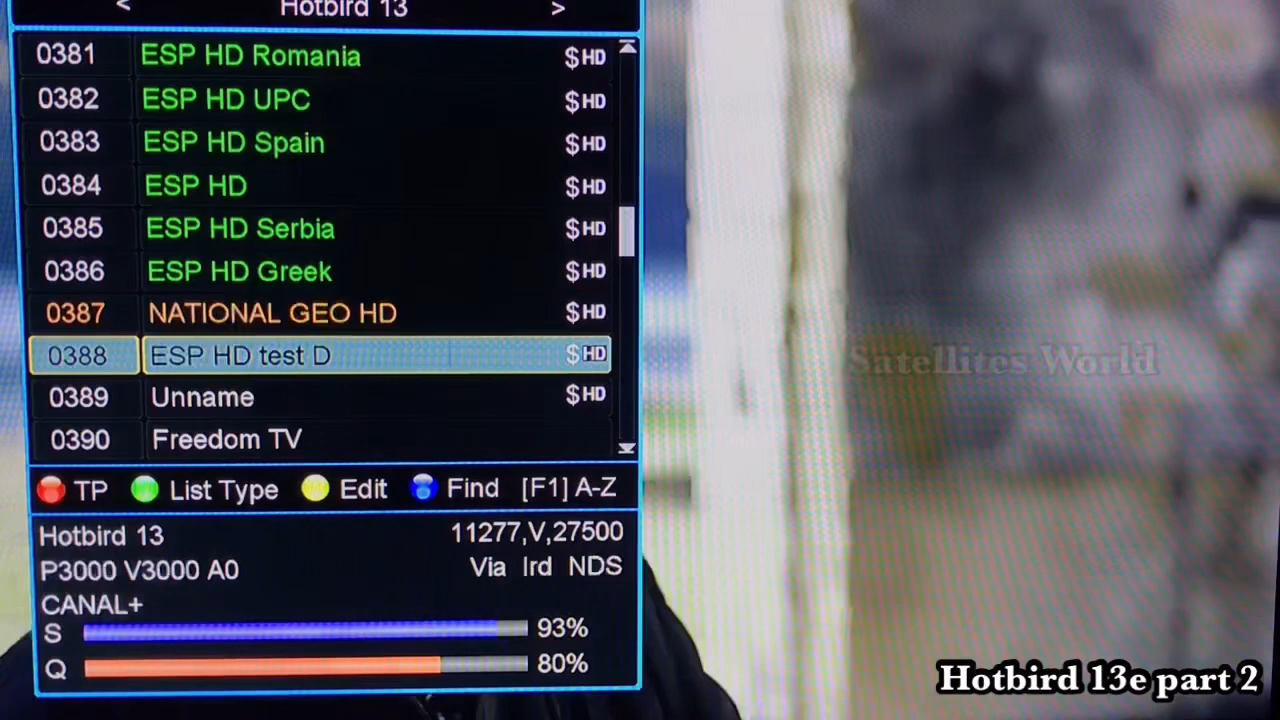 < Hotbird 13 >
0381 ESP HD Romania $HD
0382 ESP HD UPC $HD
0383 ESP HD Spain $HD
0384 ESP HD $HD
0385 ESP HD Serbia $HD
0386 ESP HD Greek $HD
0387 NATIONAL GEO HD $HD
0388 ESP HD test D $HD
0389 Unname $HD
0390 Freedom TV
TP List Type Edit Find [F1] A-Z
Hotbird 13 11277,V,27500
P3000 V3000 A0 Via Ird NDS
CANAL+
S 93%
Q 80%
Satellites World
Hotbird 13e part 2